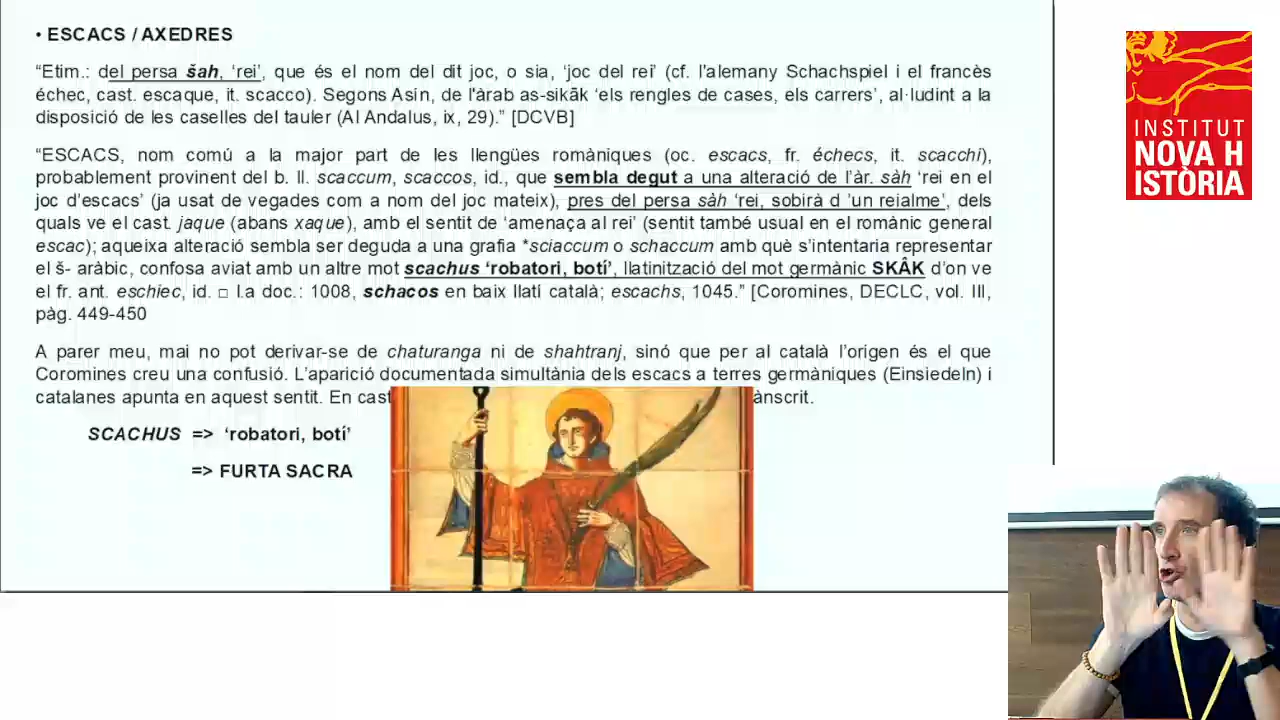 • ESCACS / AXEDRES
“Etim.: del persa šah, ‘rei’, que és el nom del dit joc, o sia, ‘joc del rei’ (cf. l'alemany Schachspiel i el francès
échec, cast. escaque, it. scacco). Segons Asín, de l'àrab as-sikāk ‘els rengles de cases, els carrers’, al·ludint a la
disposició de les caselles del tauler (Al Andalus, ix, 29).” [DCVB]
“ESCACS, nom comú a la major part de les llengües romàniques (oc. escacs, fr. échecs, it. scacchi),
probablement provinent del b. ll. scaccum, scaccos, id., que sembla degut a una alteració de l’àr. sàh ‘rei en el
joc d’escacs’ (ja usat de vegades com a nom del joc mateix), pres del persa sàh ‘rei, sobirà d ’un reialme’, dels
quals ve el cast. jaque (abans xaque), amb el sentit de ‘amenaça al rei’ (sentit també usual en el romànic general
escac); aqueixa alteració sembla ser deguda a una grafia *sciaccum o schaccum amb què s’intentaria representar
el š- aràbic, confosa aviat amb un altre mot scachus ‘robatori, botí’, llatinització del mot germànic SKÂK d’on ve
el fr. ant. eschiec, id. □ I.a doc.: 1008, schacos en baix llatí català; escachs, 1045.” [Coromines, DECLC, vol. III,
pàg. 449-450
A parer meu, mai no pot derivar-se de chaturanga ni de shahtranj, sinó que per al català l’origen és el que
Coromines creu una confusió. L’aparició documentada simultània dels escacs a terres germàniques (Einsiedeln) i
catalanes apunta en aquest sentit. En cast ànscrit.
SCACHUS => ‘robatori, botí’
=> FURTA SACRA
INSTITUT
NOVA H
ISTÒRIA